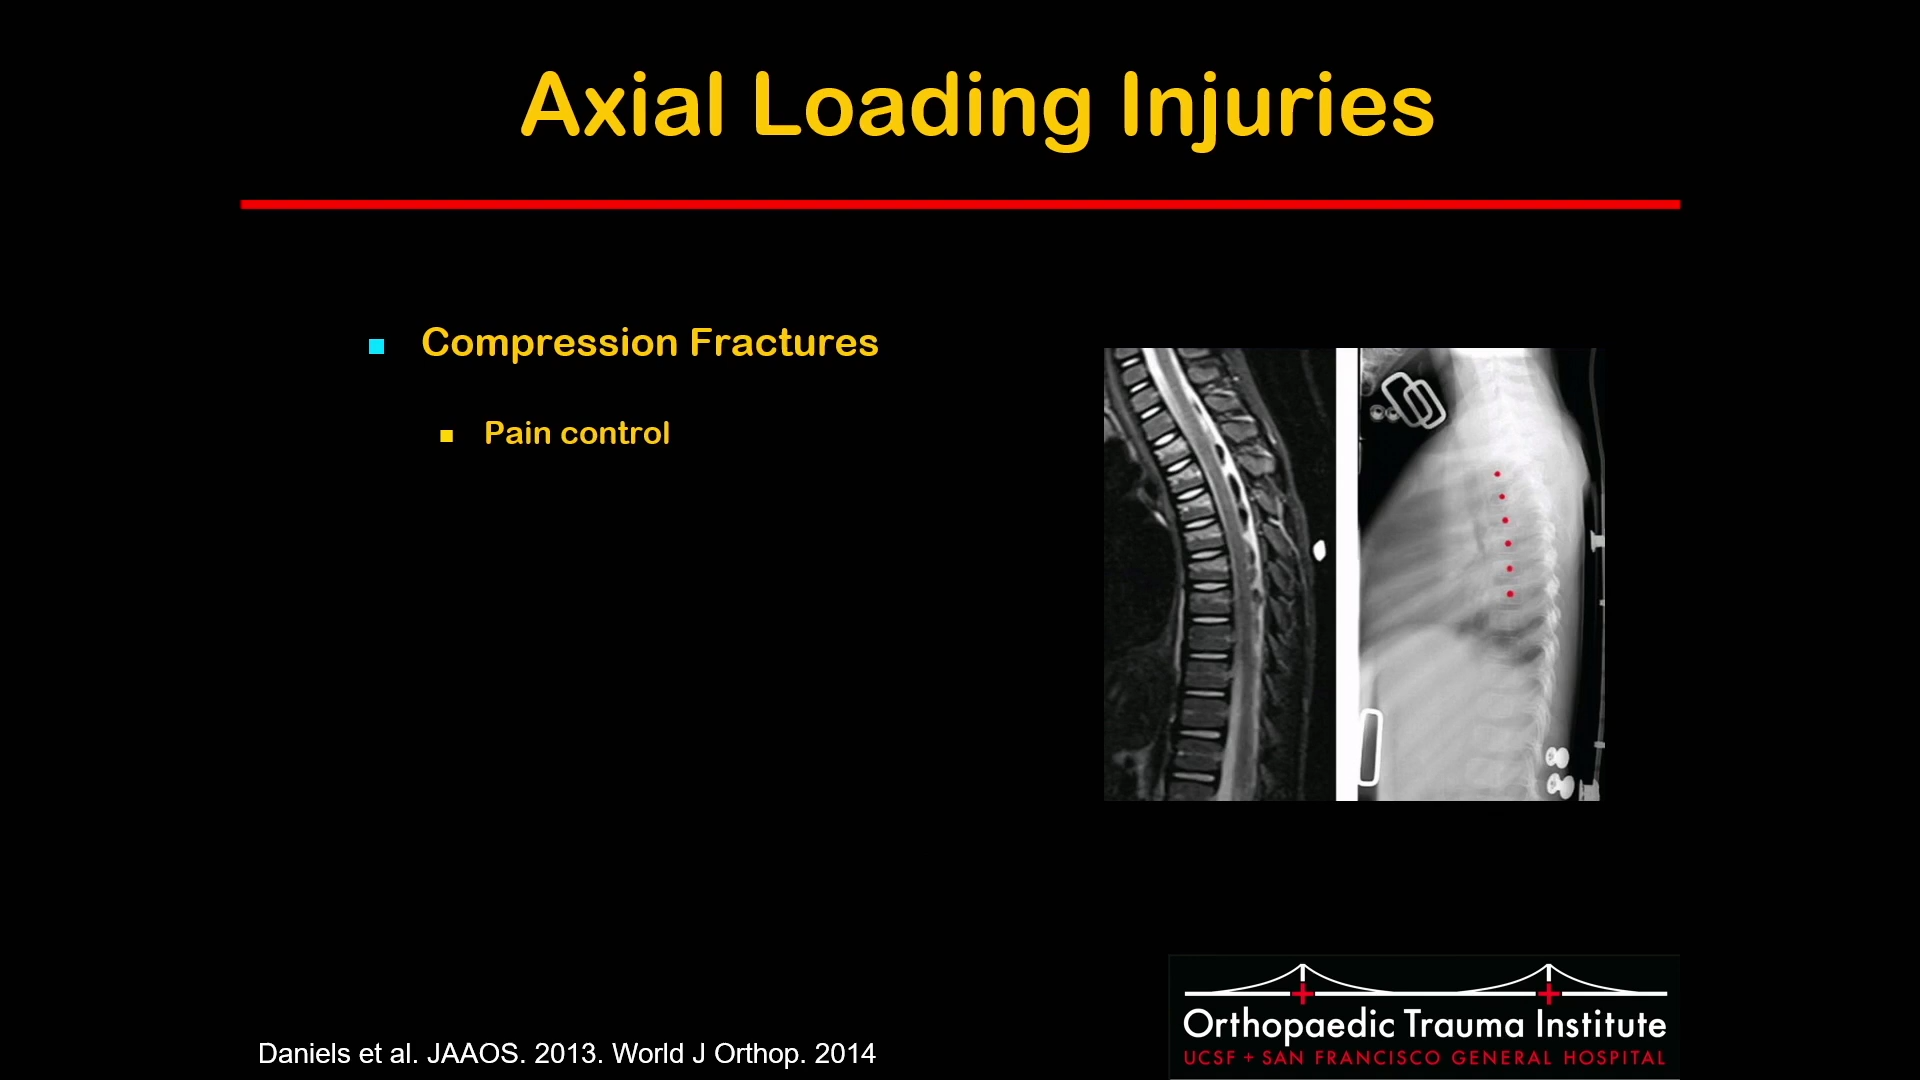 Axial Loading Injuries
Compression Fractures
Pain control
Daniels et al. JAAOS. 2013. World J Orthop. 2014
Orthopaedic Trauma Institute
UCSF + SAN FRANCISCO GENERAL HOSPITAL